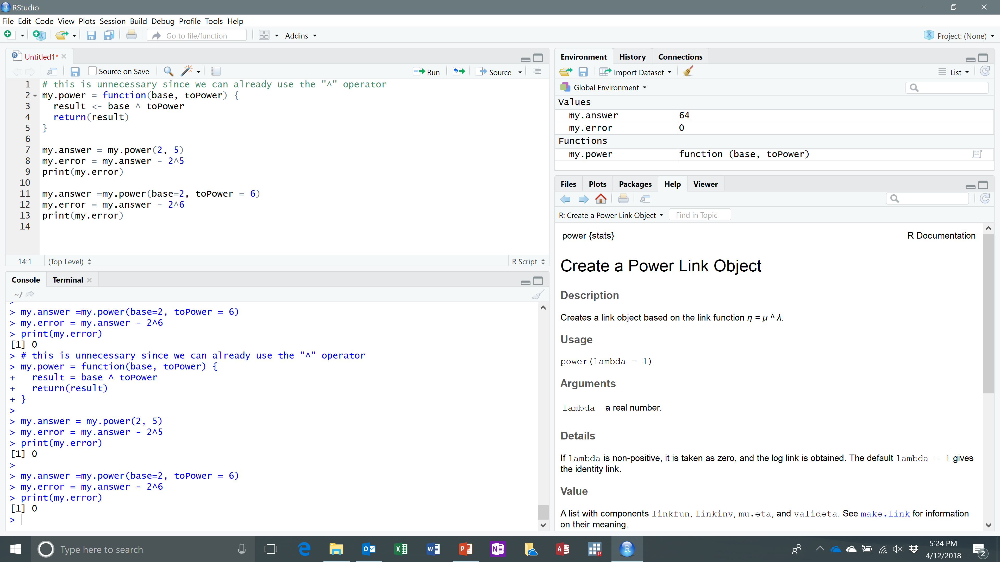 RStudio
File Edit Code View Plots Session Build Debug Profile Tools Help
Go to file/function Addins Project: (None)
Untitled1*
Source on Save Run Source
1 # this is unnecessary since we can already use the "^" operator
2 my.power = function(base, toPower) {
3 result <- base ^ toPower
4 return(result)
5 }
6
7 my.answer = my.power(2, 5)
8 my.error = my.answer - 2^5
9 print(my.error)
10
11 my.answer =my.power(base=2, toPower = 6)
12 my.error = my.answer - 2^6
13 print(my.error)
14
14:1 (Top Level) R Script
Console Terminal
~/
>
> my.answer =my.power(base=2, toPower = 6)
> my.error = my.answer - 2^6
> print(my.error)
[1] 0
> # this is unnecessary since we can already use the "^" operator
> my.power = function(base, toPower) {
+ result = base ^ toPower
+ return(result)
+ }
>
> my.answer = my.power(2, 5)
> my.error = my.answer - 2^5
> print(my.error)
[1] 0
>
> my.answer =my.power(base=2, toPower = 6)
> my.error = my.answer - 2^6
> print(my.error)
[1] 0
>
Environment History Connections
Import Dataset List
Global Environment
Values
my.answer 64
my.error 0
Functions
my.power function (base, toPower)
Files Plots Packages Help Viewer
R: Create a Power Link Object Find in Topic
power {stats} R Documentation
Create a Power Link Object
Description
Creates a link object based on the link function η = μ ^ λ.
Usage
power(lambda = 1)
Arguments
lambda a real number.
Details
If lambda is non-positive, it is taken as zero, and the log link is obtained. The default lambda = 1 gives
the identity link.
Value
A list with components linkfun, linkinv, mu.eta, and valideta. See make.link for information
on their meaning.
Type here to search
15
5:24 PM
4/12/2018
2